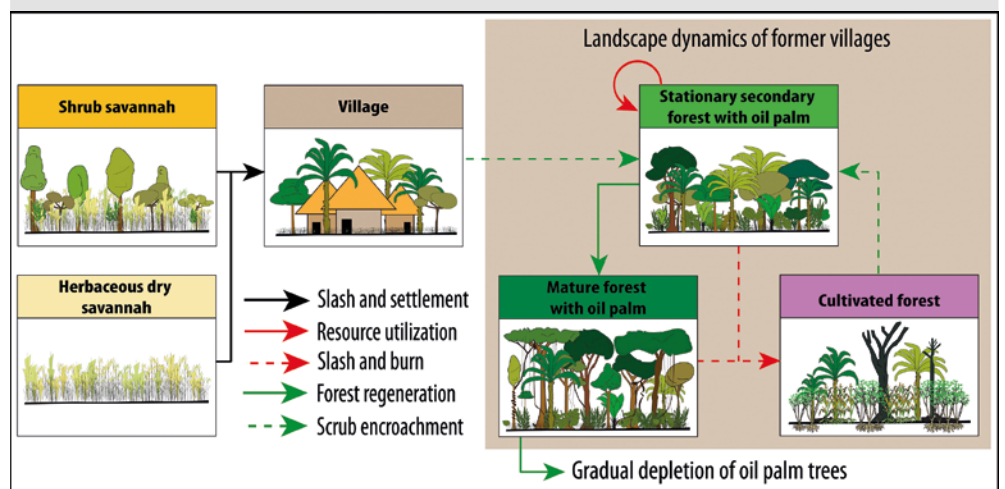 Landscape dynamics of former villages
Shrub savannah
Village
Stationary secondary
forest with oil palm
Herbaceous dry
savannah
Mature forest
with oil palm
Cultivated forest
Slash and settlement
Resource utilization
Slash and burn
Forest regeneration
Scrub encroachment
Gradual depletion of oil palm trees